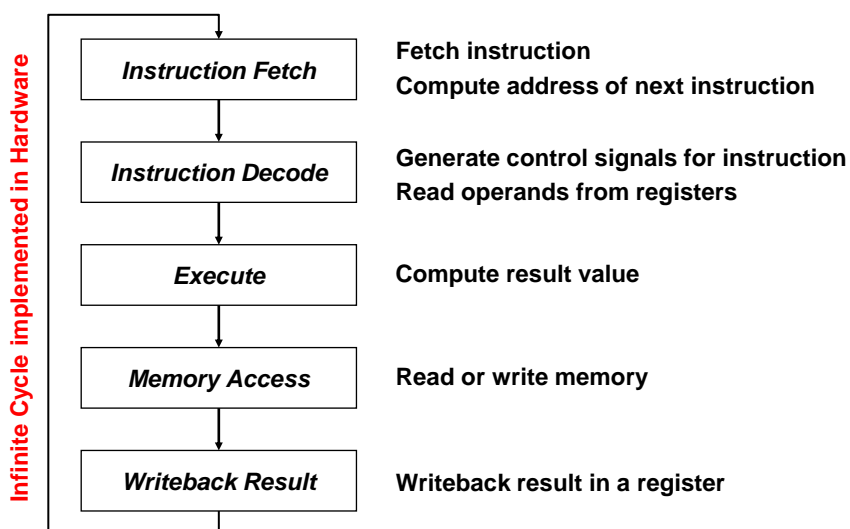 Infinite Cycle implemented in Hardware
Instruction Fetch
Fetch instruction
Compute address of next instruction
Instruction Decode
Generate control signals for instruction
Read operands from registers
Execute
Compute result value
Memory Access
Read or write memory
Writeback Result
Writeback result in a register